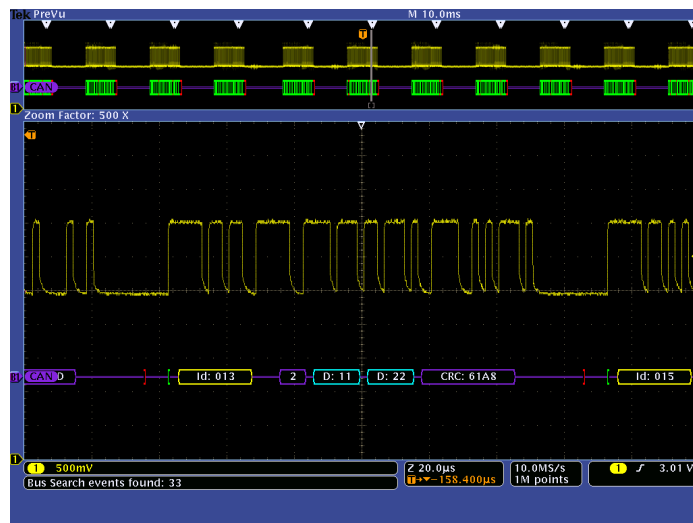 Tek PreVu M 10.0ms
T
CAN
1
Zoom Factor: 500 X
T
CAN D Id: 013 2 D: 11 D: 22 CRC: 61A8 Id: 015
1
1 500mV Z 20.0µs 10.0MS/s 1 3.01 V
T -158.400µs 1M points
Bus Search events found: 33